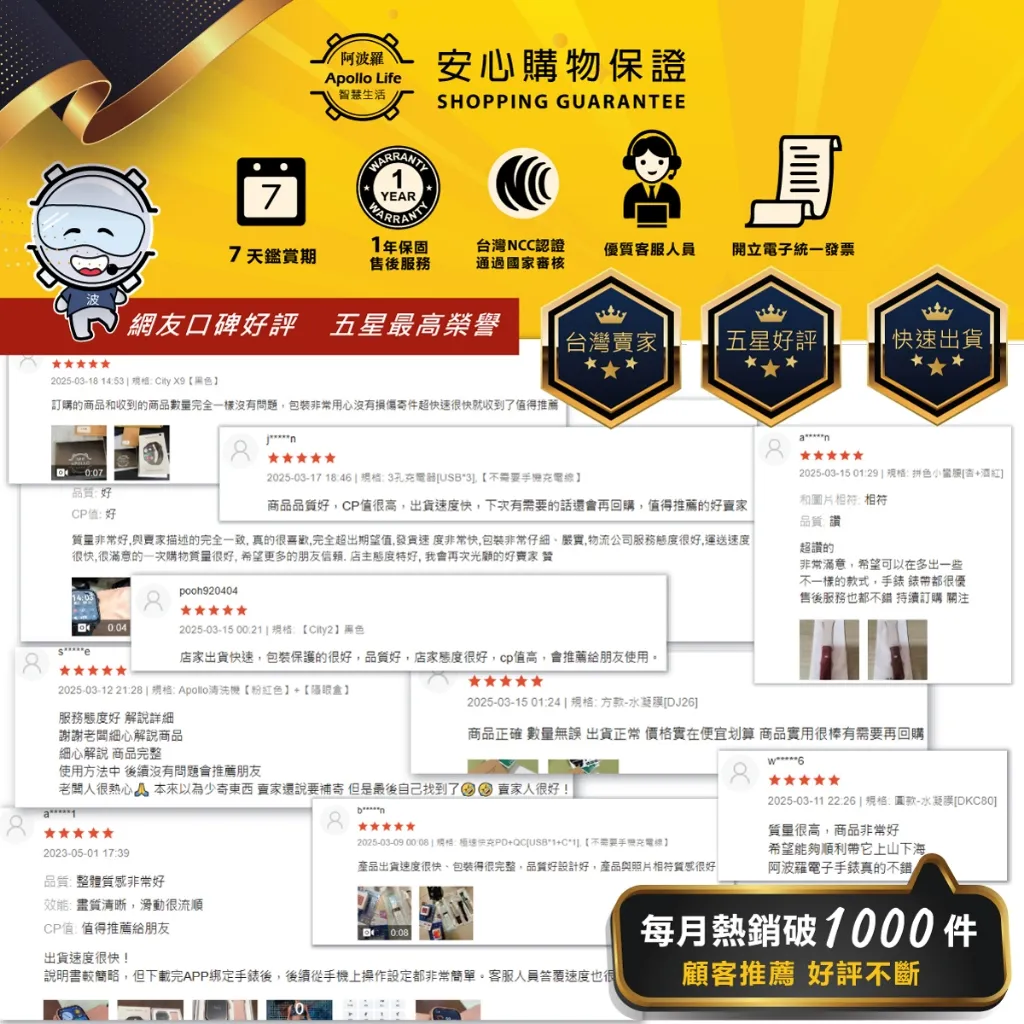 阿波羅
Apollo Life
智慧生活
安心購物保證
SHOPPING GUARANTEE
7
7 天鑑賞期
WARRANTY
1
YEAR
WARRANTY
1年保固
售後服務
台灣NCC認證
通過國家審核
優質客服人員
開立電子統一發票
波
網友口碑好評 五星最高榮譽
台灣賣家
五星好評
快速出貨
2025-03-18 14:53 | 規格: City X9【黑色】
訂購的商品和收到的商品數量完全一樣沒有問題，包裝非常用心沒有損傷寄件超快速很快就收到了值得推薦
0:07
j*****n
2025-03-17 18:46 | 規格: 3孔充電器[USB*3],【不需要手機充電線】
商品品質好，CP值很高，出貨速度快，下次有需要的話還會再回購，值得推薦的好賣家
a*****n
2025-03-15 01:29 | 規格: 拼色小蠻腰[杏+酒紅]
和圖片相符: 相符
品質: 讚
超讚的
非常滿意，希望可以在多出一些
不一樣的款式，手錶 錶帶都很優
售後服務也都不錯 持續訂購 關注
品質: 好
CP值: 好
質量非常好,與賣家描述的完全一致, 真的很喜歡,完全超出期望值,發貨速 度非常快,包裝非常仔細、嚴實,物流公司服務態度很好,運送速度
很快,很滿意的一次購物質量很好, 希望更多的朋友信賴. 店主態度特好, 我會再次光顧的好賣家 讚
0:04
pooh920404
2025-03-15 00:21 | 規格: 【City2】黑色
店家出貨快速，包裝保護的很好，品質好，店家態度很好，cp值高，會推薦給朋友使用。
s*****e
2025-03-12 21:28 | 規格: Apollo清洗機【粉紅色】+【隱眼盒】
服務態度好 解說詳細
謝謝老闆細心解說商品
細心解說 商品完整
使用方法中 後續沒有問題會推薦朋友
老闆人很熱心🙏 本來以為少寄東西 賣家還說要補寄 但是最後自己找到了🤣🤣 賣家人很好！
2025-03-15 01:24 | 規格: 方款-水凝膜[DJ26]
商品正確 數量無誤 出貨正常 價格實在便宜划算 商品實用很棒有需要再回購
w*****6
2025-03-11 22:26 | 規格: 圓款-水凝膜[DKC80]
質量很高，商品非常好
希望能夠順利帶它上山下海
阿波羅電子手錶真的不錯
a*****1
2023-05-01 17:39
品質: 整體質感非常好
效能: 畫質清晰，滑動很流順
CP值: 值得推薦給朋友
出貨速度很快！
說明書較簡略，但下載完APP綁定手錶後，後續從手機上操作設定都非常簡單。客服人員答覆速度也很
b*****n
2025-03-09 00:08 | 規格: 極速快充PD+QC[USB*1+C*1],【不需要手機充電線】
產品出貨速度很快、包裝得很完整，品質好設計好，產品與照片相符質感很好
0:08
每月熱銷破1000件
顧客推薦 好評不斷